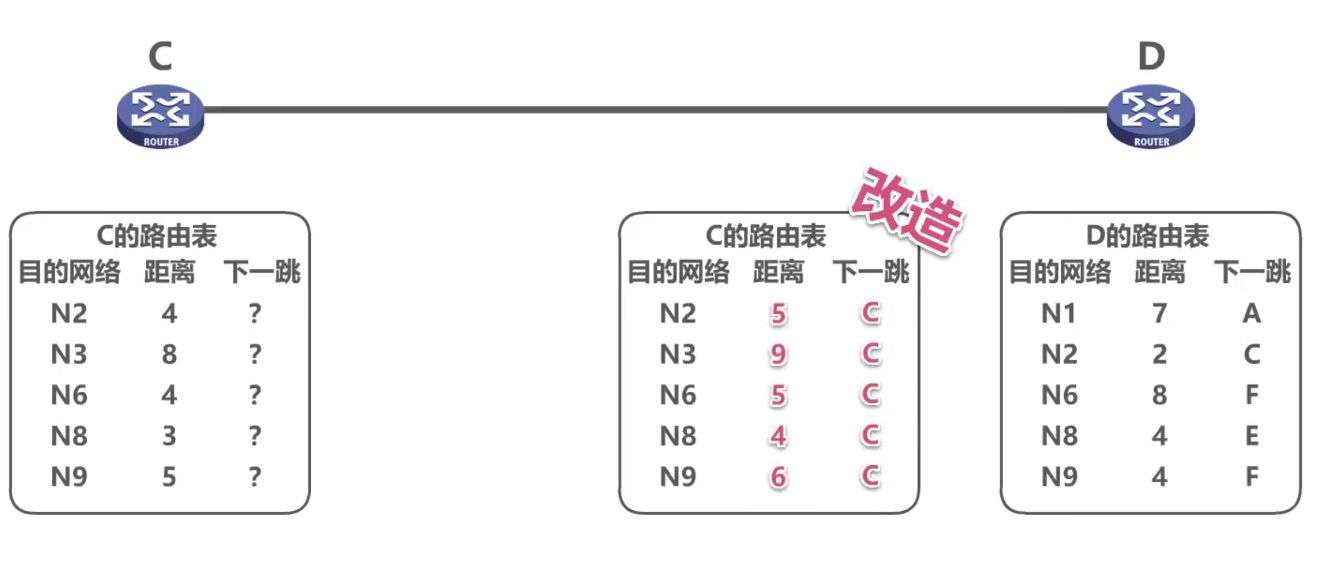 C
D
ROUTER
ROUTER
C的路由表
目的网络 距离 下一跳
N2 4 ?
N3 8 ?
N6 4 ?
N8 3 ?
N9 5 ?
改造
C的路由表
目的网络 距离 下一跳
N2 5 C
N3 9 C
N6 5 C
N8 4 C
N9 6 C
D的路由表
目的网络 距离 下一跳
N1 7 A
N2 2 C
N6 8 F
N8 4 E
N9 4 F